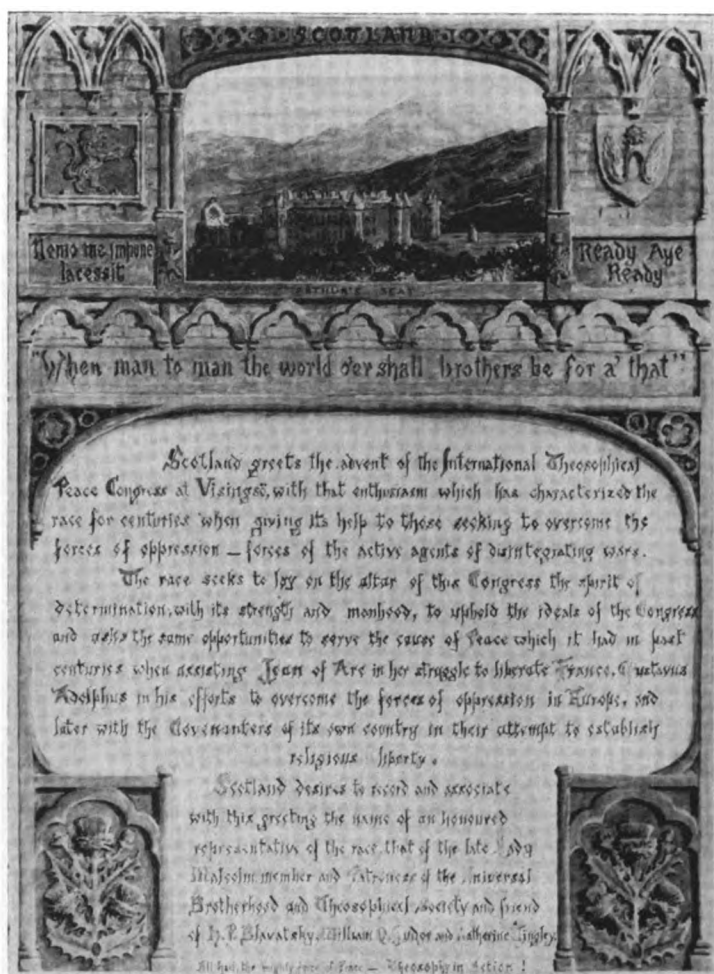 SCOTLAND
Nemo me impune
lacessit
Ready Aye
Ready
ARTHUR'S SEAT
"When man to man the world o'er shall brothers be for a' that"
Scotland greets the advent of the International Theosophical
Peace Congress at Visingsö, with that enthusiasm which has characterized the
race for centuries when giving its help to those seeking to overcome the
forces of oppression — forces of the active agents of disintegrating wars.
The race seeks to lay on the altar of this Congress the spirit of
determination, with its strength and manhood, to uphold the ideals of the Congress
and asks the same opportunities to serve the cause of Peace which it had in past
centuries when assisting Jean of Arc in her struggle to liberate France, Gustavus
Adolphus in his efforts to overcome the forces of oppression in Europe, and
later with the Covenanters of its own country in their attempt to establish
religious liberty.
Scotland desires to record and associate
with this greeting the name of an honoured
representative of the race, that of the late Lady
Malcolm, member and Patroness of the Universal
Brotherhood and Theosophical Society and friend
of H. P. Blavatsky, William Q. Judge and Katherine Tingley.
All hail, the mighty force of Peace — Theosophy in Action!